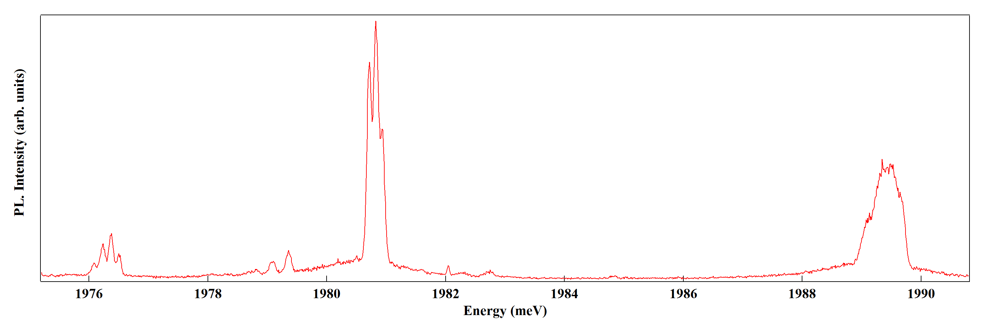 PL. Intensity (arb. units)
1976 1978 1980 1982 1984 1986 1988 1990
Energy (meV)